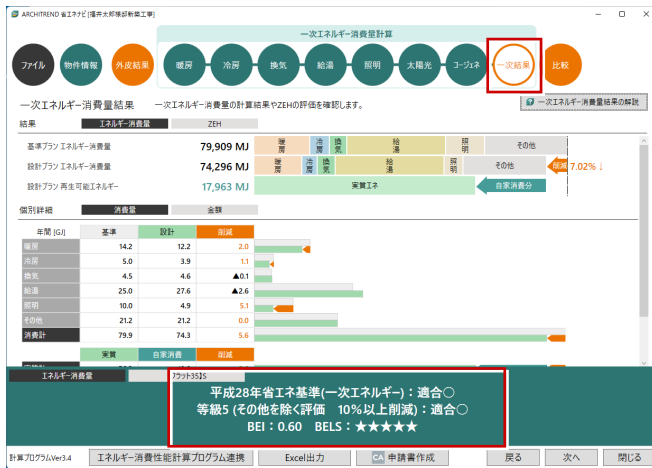 ARCHITREND 省エネナビ [福井太郎様邸新築工事]
一次エネルギー消費量計算
ファイル 物件情報 外皮結果 暖房 冷房 換気 給湯 照明 太陽光 コージェネ 一次結果 比較
一次エネルギー消費量結果 一次エネルギー消費量の計算結果やZEHの評価を確認します。 一次エネルギー消費量結果の解説
結果 エネルギー消費量 ZEH
基準プラン エネルギー消費量 79,909 MJ 暖房 冷房 換気 給湯 照明 その他
設計プラン エネルギー消費量 74,296 MJ 暖房 冷房 換気 給湯 照明 その他 削減 7.02%↓
設計プラン 再生可能エネルギー 17,963 MJ 実質エネ 自家消費分
個別詳細 消費量 金額
年間 [GJ] 基準 設計 削減
暖房 14.2 12.2 2.0
冷房 5.0 3.9 1.1
換気 4.5 4.6 ▲0.1
給湯 25.0 27.6 ▲2.6
照明 10.0 4.9 5.1
その他 21.2 21.2 0.0
消費計 79.9 74.3 5.6
実質 自家消費 削減
エネルギー消費量 フラット35】S
平成28年省エネ基準(一次エネルギー)：適合○
等級5 (その他を除く評価 10%以上削減)：適合○
BEI：0.60 BELS：★★★★★
計算プログラムVer3.4 エネルギー消費性能計算プログラム連携 Excel出力 CA 申請書作成 戻る 次へ 閉じる